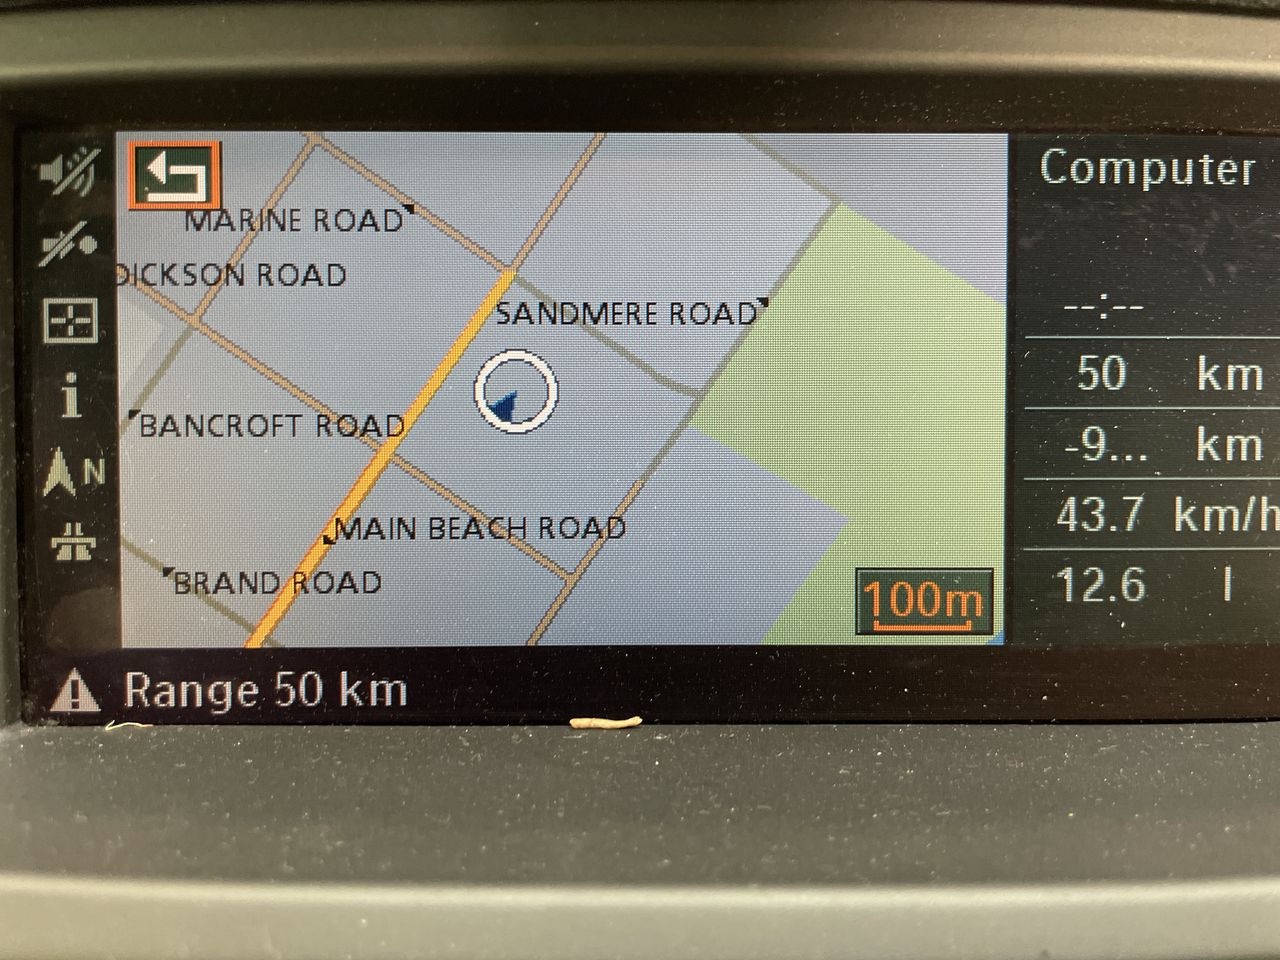 Computer
MARINE ROAD
DICKSON ROAD
SANDMERE ROAD
--:--
50 km
BANCROFT ROAD
-9... km
N
MAIN BEACH ROAD
43.7 km/h
BRAND ROAD
100m
12.6 l
Range 50 km